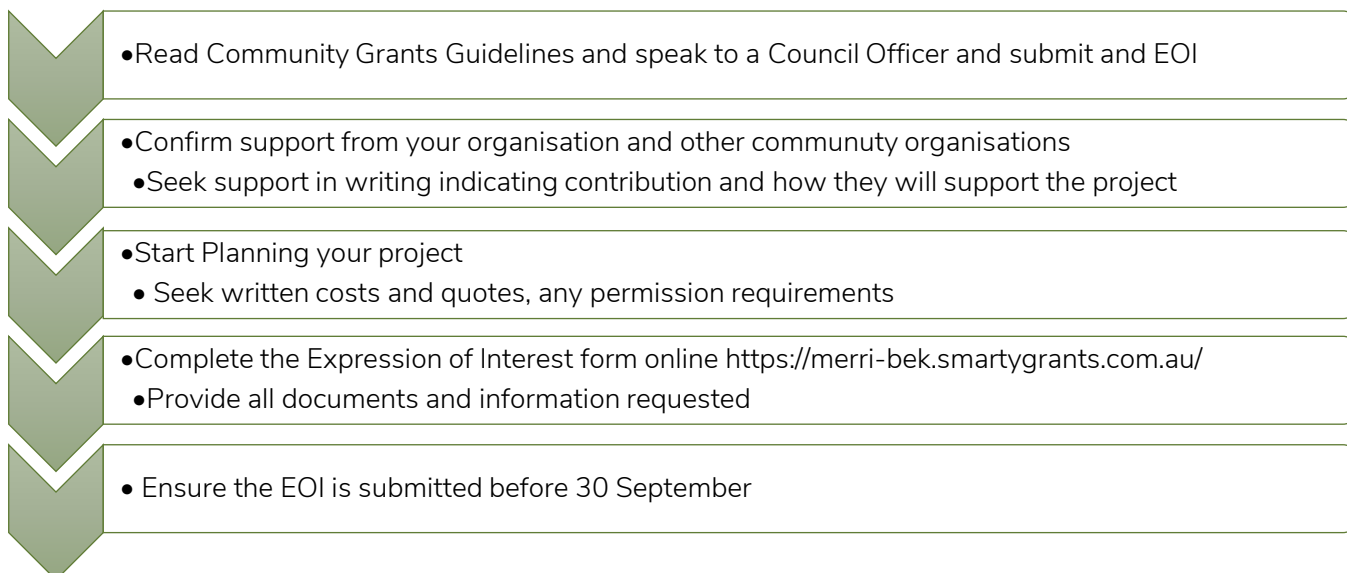 •Read Community Grants Guidelines and speak to a Council Officer and submit and EOI
•Confirm support from your organisation and other communuty organisations
•Seek support in writing indicating contribution and how they will support the project
•Start Planning your project
• Seek written costs and quotes, any permission requirements
•Complete the Expression of Interest form online https://merri-bek.smartygrants.com.au/
•Provide all documents and information requested
• Ensure the EOI is submitted before 30 September